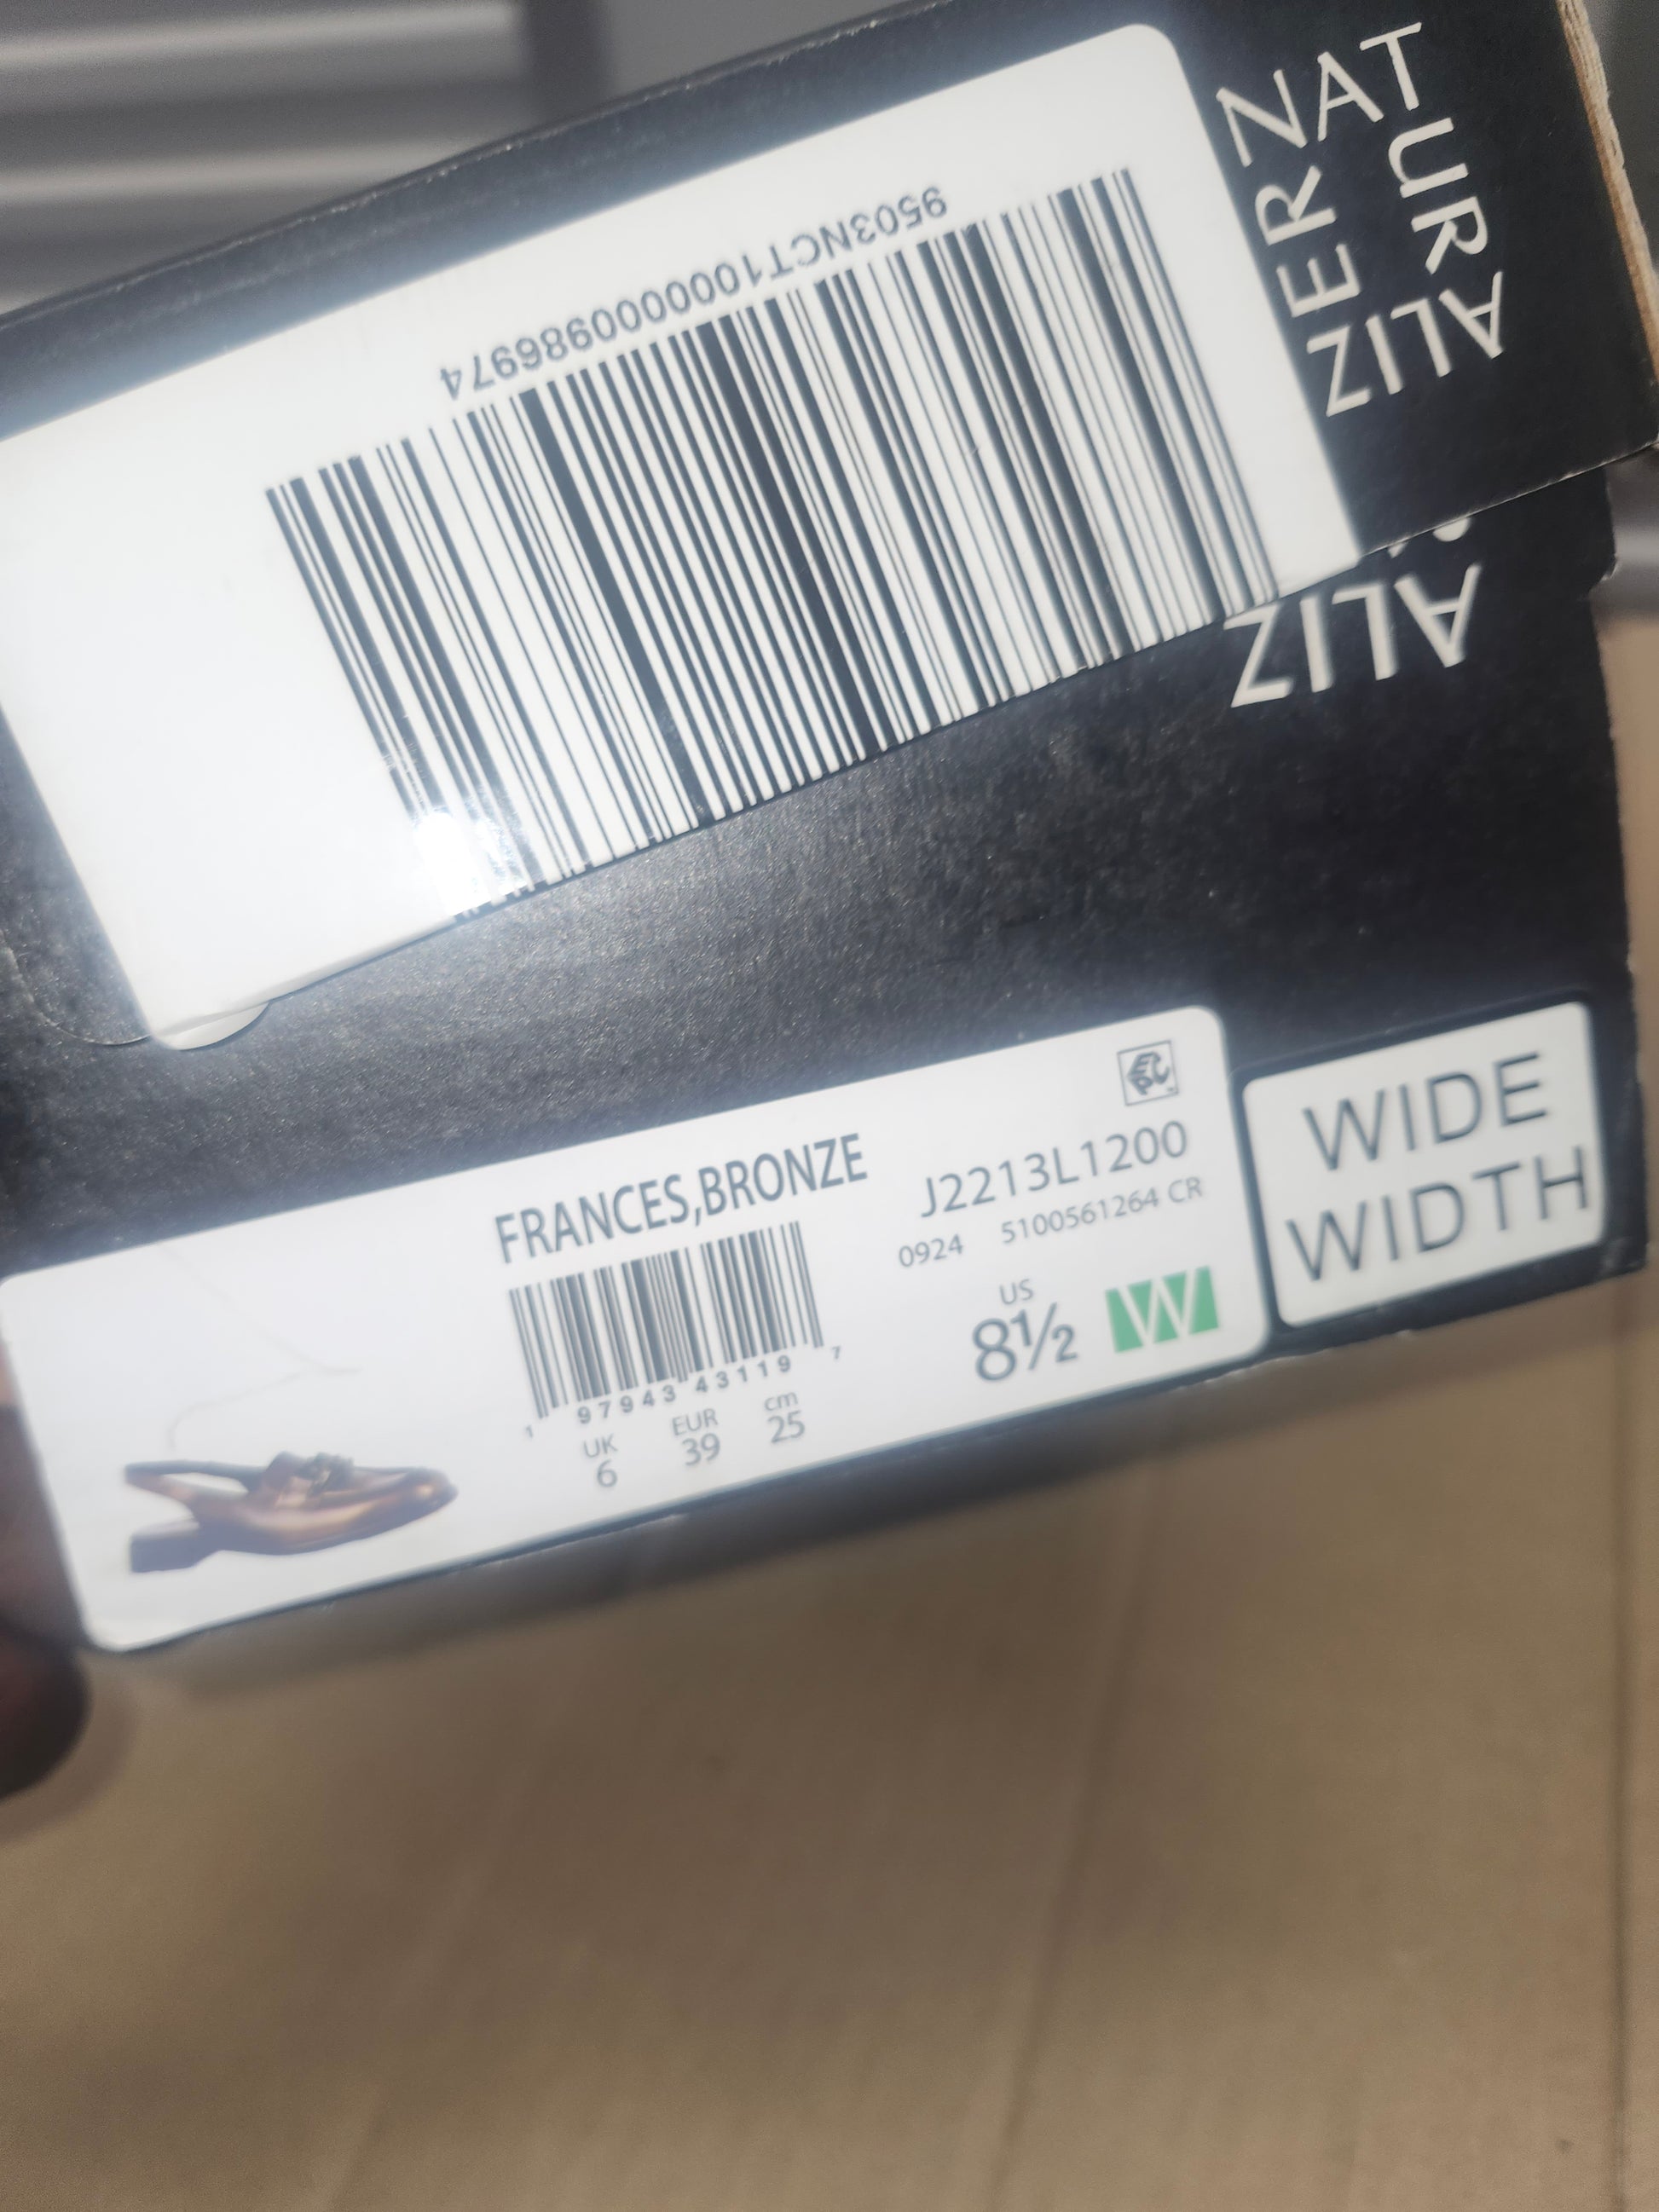 9503NCT1000000986974
NATURALIZER
ALIZ
FRANCES,BRONZE
J2213L1200
0924 5100561264 CR
1 97943 43119 7
US
8½ W
UK EUR cm
6 39 25
WIDE
WIDTH